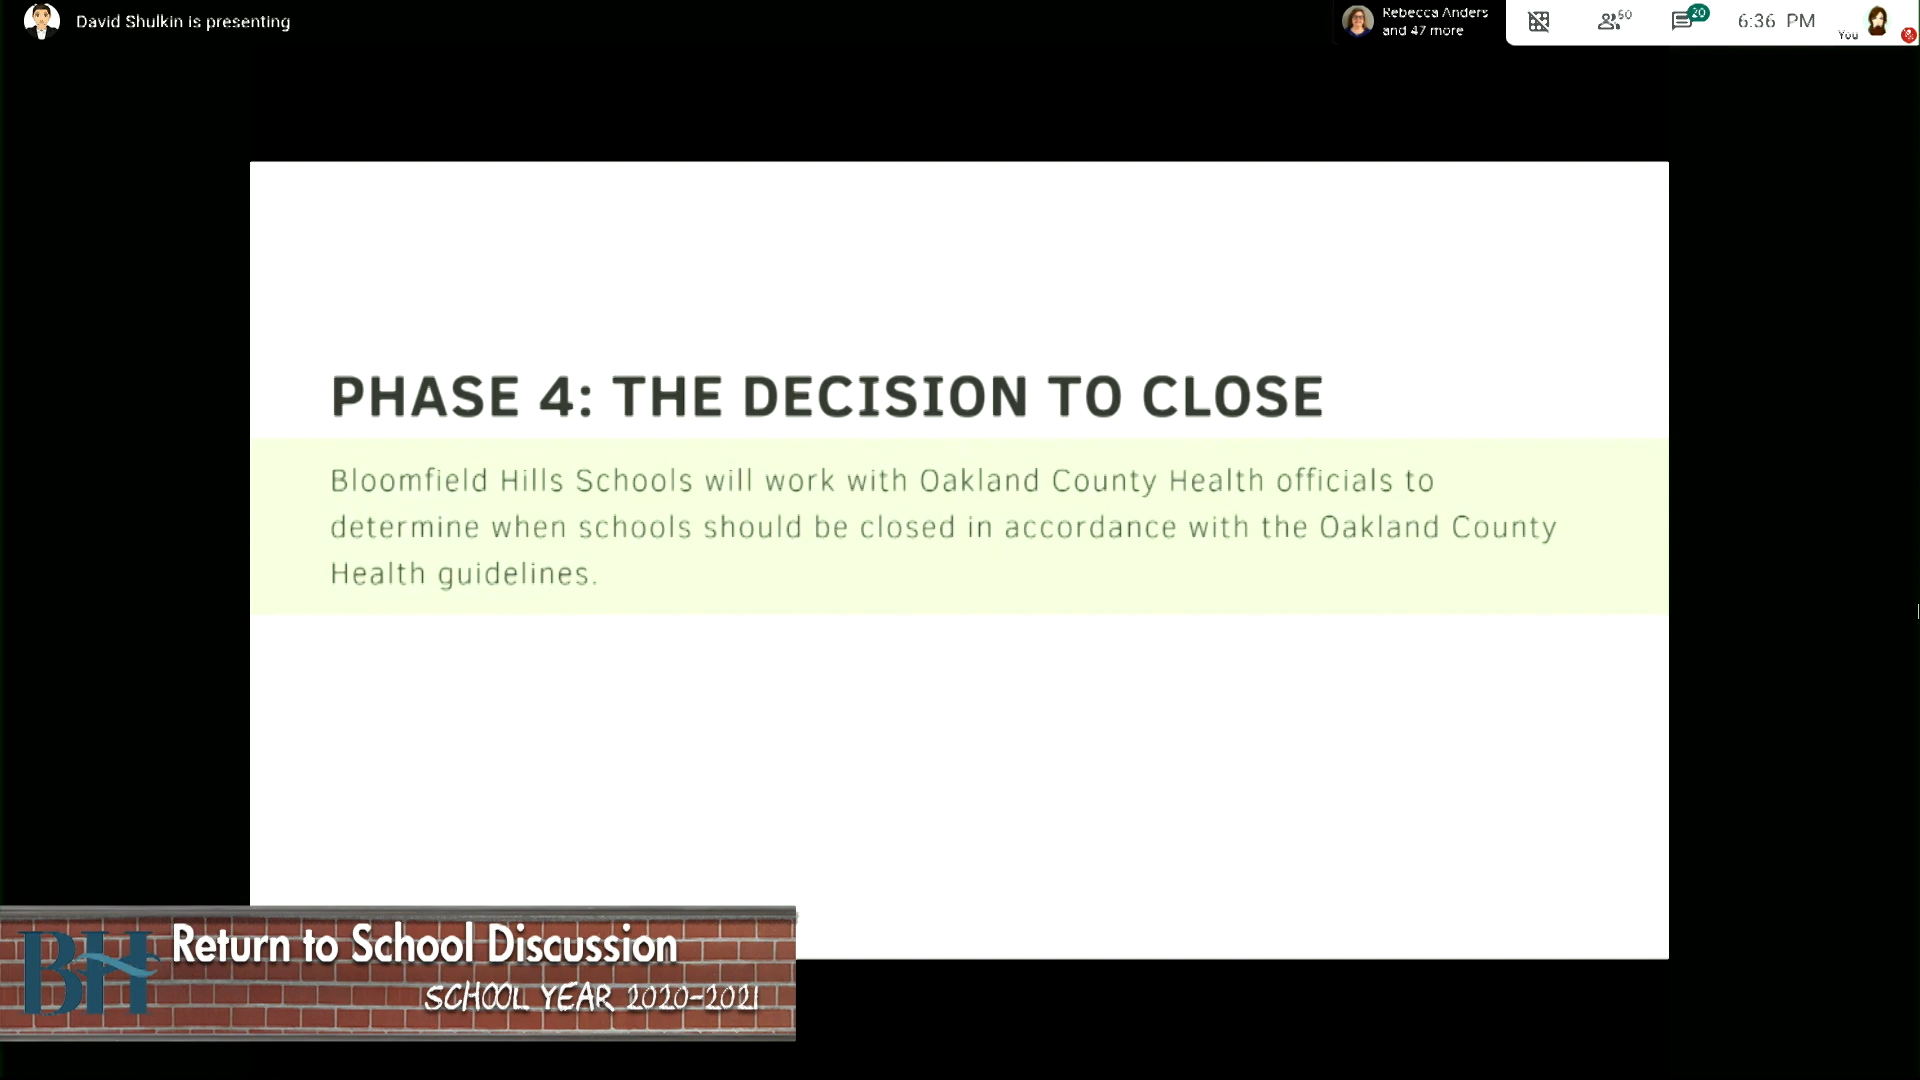 David Shulkin is presenting
Rebecca Anders
and 47 more
50
20
6:36 PM
You
PHASE 4: THE DECISION TO CLOSE
Bloomfield Hills Schools will work with Oakland County Health officials to
determine when schools should be closed in accordance with the Oakland County
Health guidelines.
BH
Return to School Discussion
SCHOOL YEAR 2020-2021